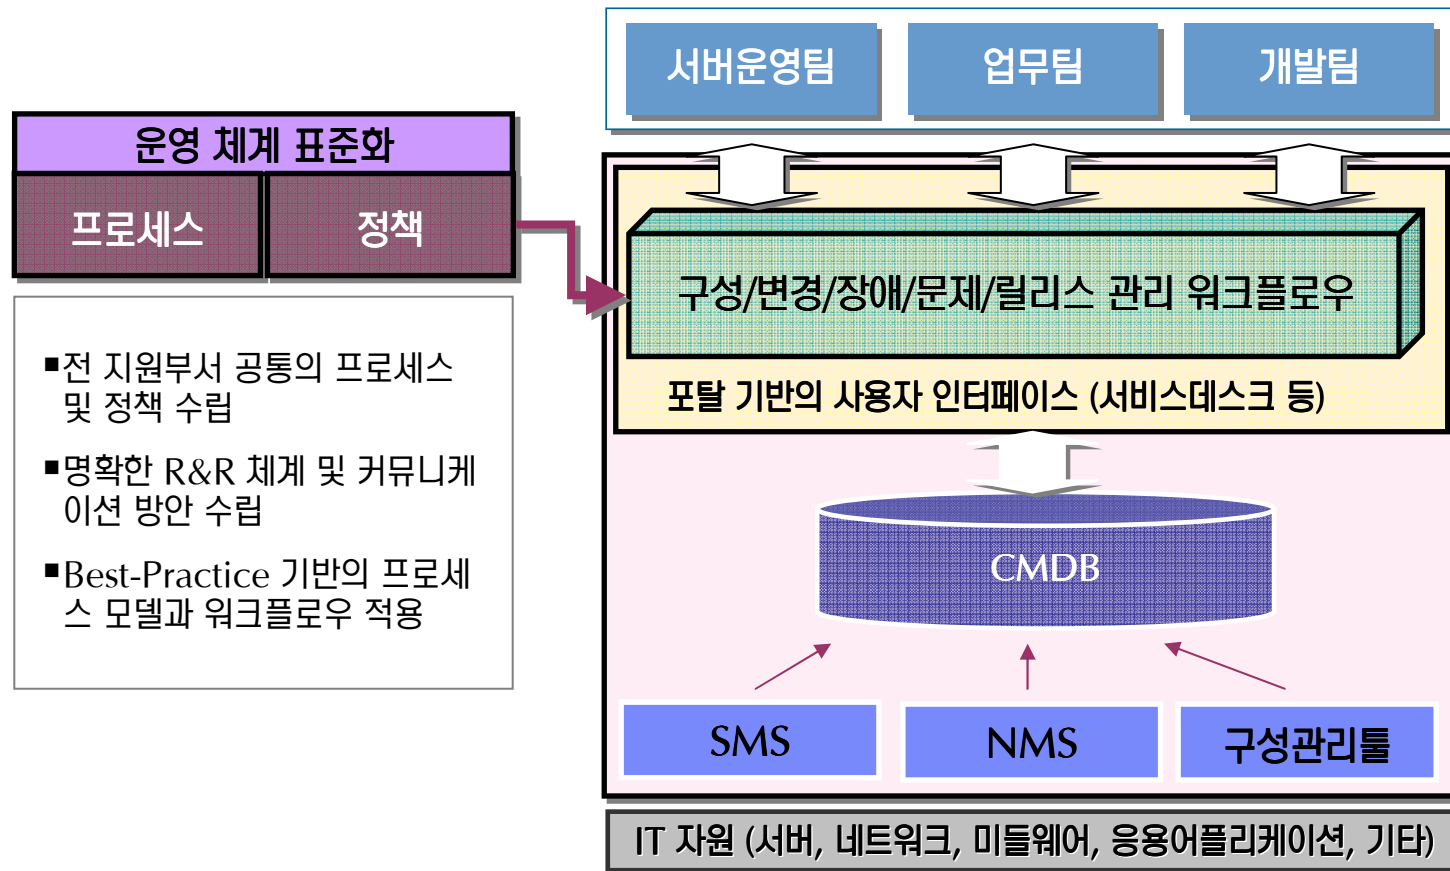 서버운영팀
업무팀
개발팀
운영 체계 표준화
프로세스
정책
구성/변경/장애/문제/릴리스 관리 워크플로우
포탈 기반의 사용자 인터페이스 (서비스데스크 등)
▪전 지원부서 공통의 프로세스
및 정책 수립
▪명확한 R&R 체계 및 커뮤니케
이션 방안 수립
▪Best-Practice 기반의 프로세
스 모델과 워크플로우 적용
CMDB
SMS
NMS
구성관리툴
IT 자원 (서버, 네트워크, 미들웨어, 응용어플리케이션, 기타)